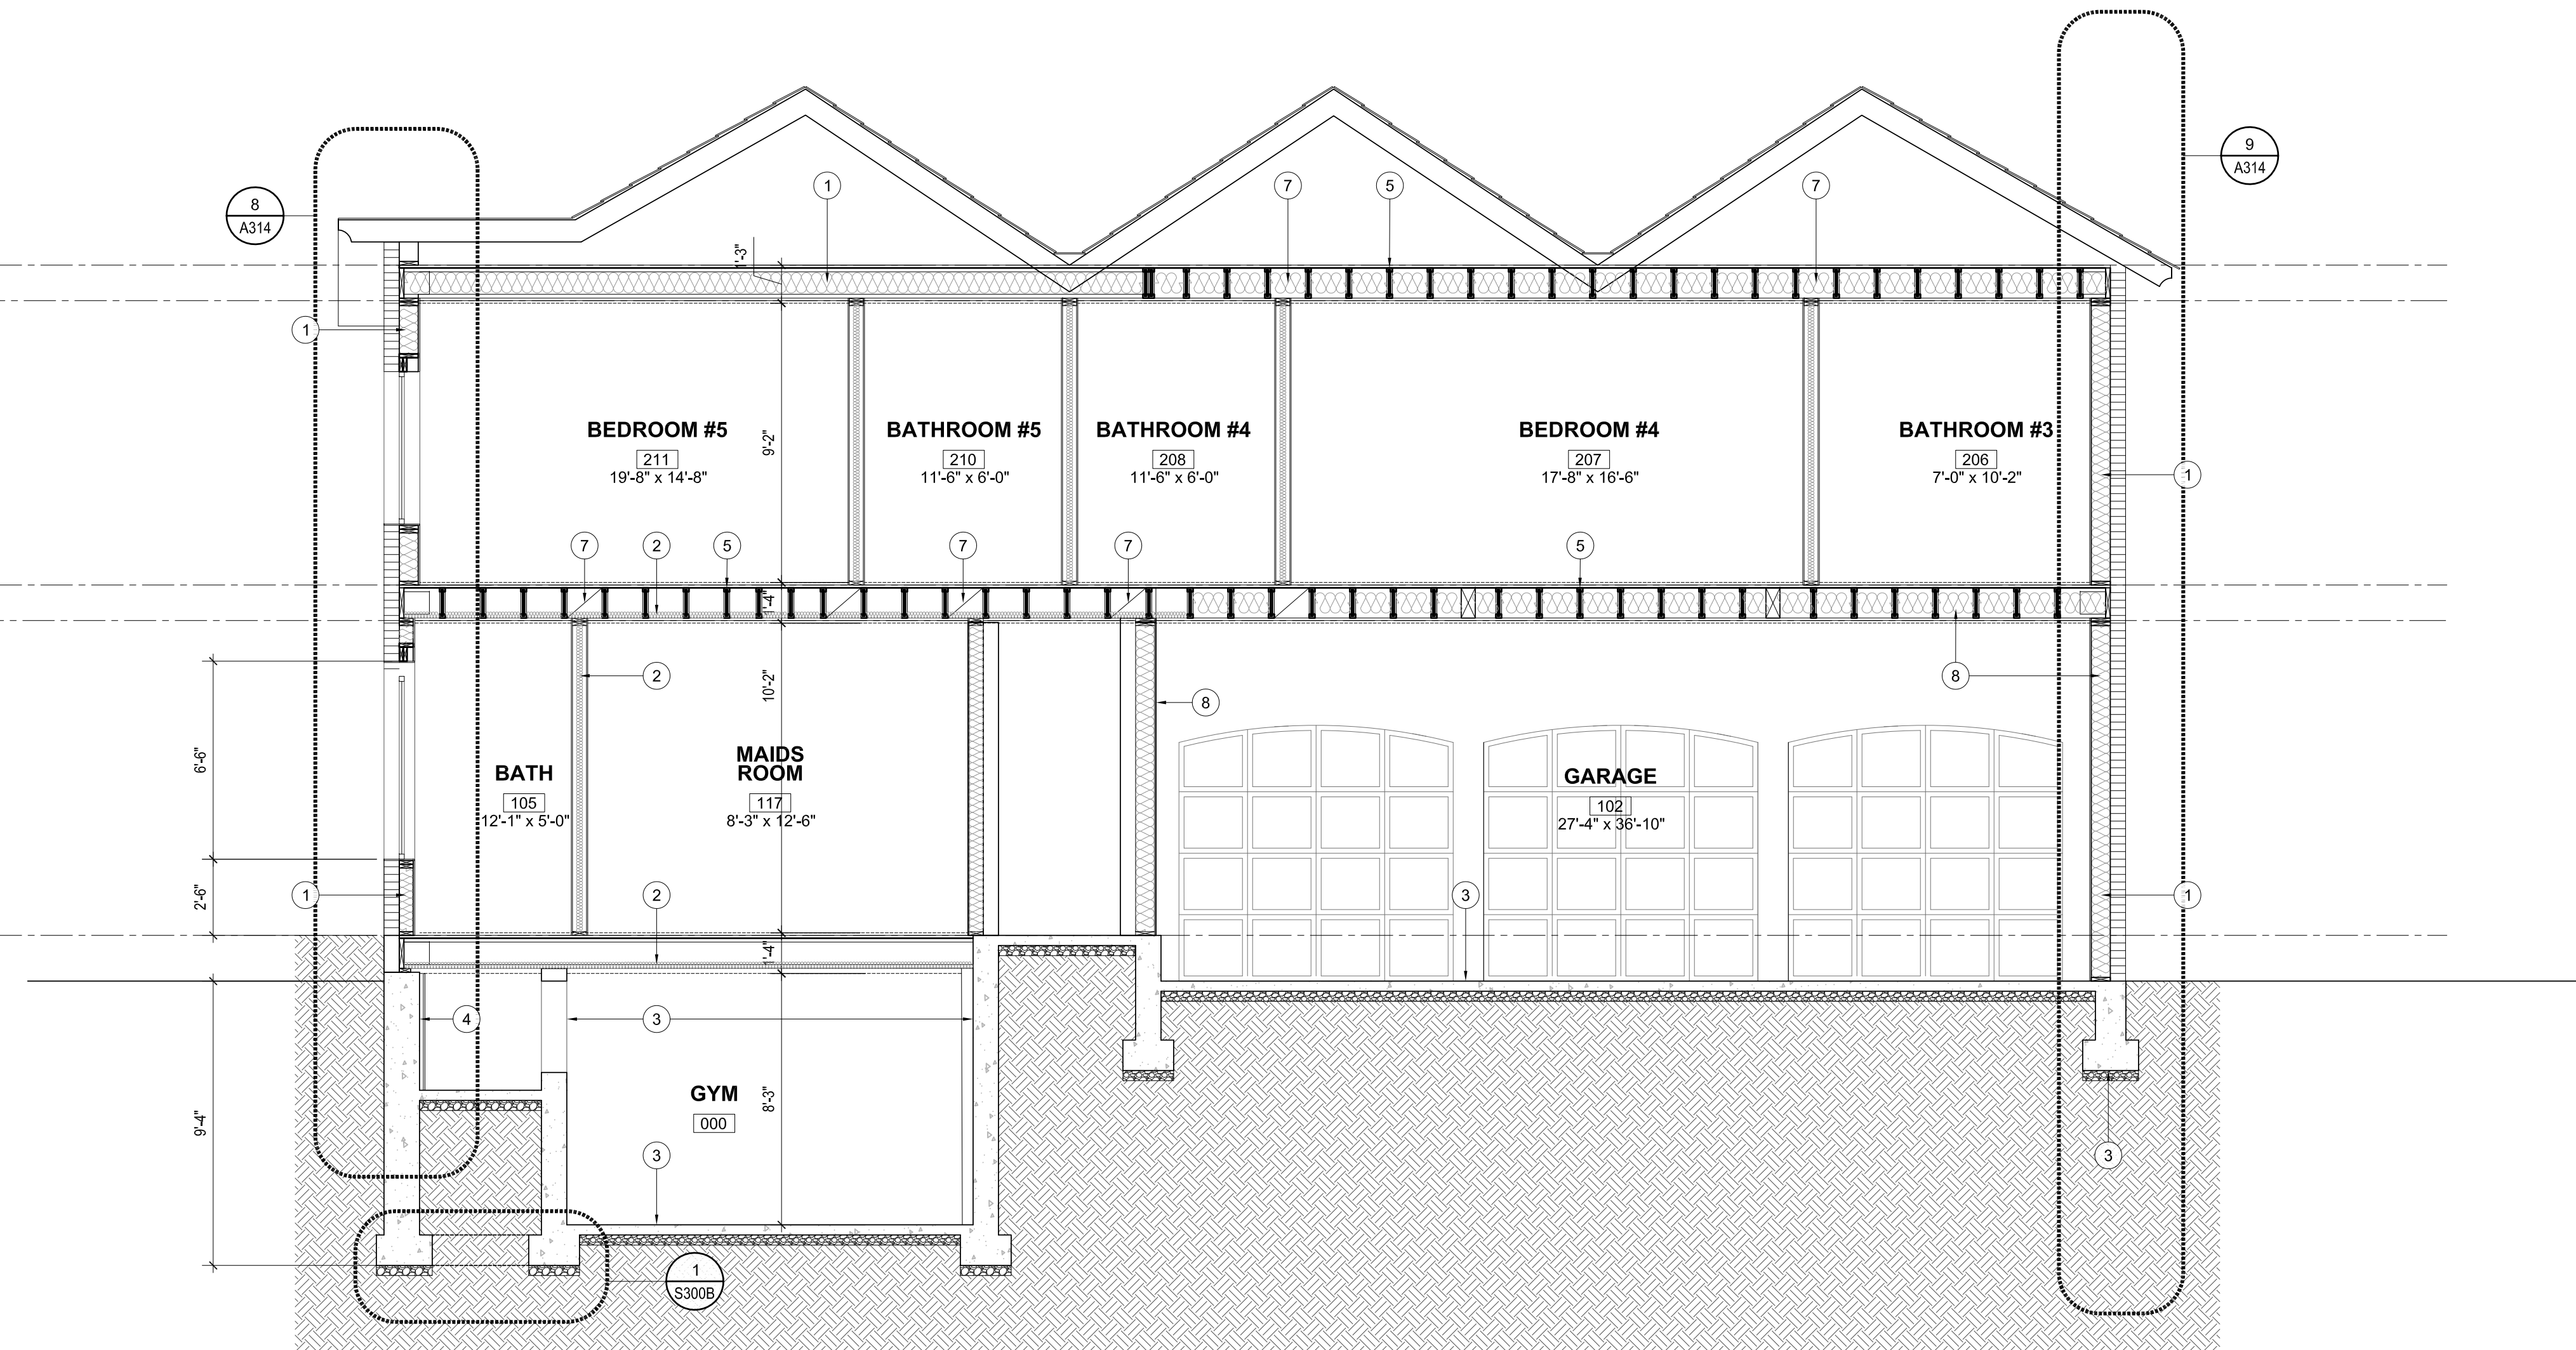 9
A314
8
A314
1
7
5
7
1'-3"
1
BEDROOM #5
211
19'-8" x 14'-8"
9'-2"
BATHROOM #5
210
11'-6" x 6'-0"
BATHROOM #4
208
11'-6" x 6'-0"
BEDROOM #4
207
17'-8" x 16'-6"
BATHROOM #3
206
7'-0" x 10'-2"
1
7
2
5
7
7
5
1'-4"
2
10'-2"
8
8
6'-6"
BATH
105
12'-1" x 5'-0"
MAIDS
ROOM
117
8'-3" x 12'-6"
GARAGE
102
27'-4" x 36'-10"
2'-6"
1
2
3
1
1'-4"
4
3
9'-4"
GYM
000
8'-3"
3
3
1
S300B